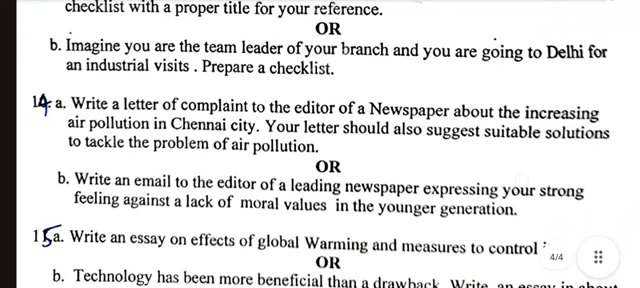 checklist with a proper title for your reference.
OR
b. Imagine you are the team leader of your branch and you are going to Delhi for
an industrial visits . Prepare a checklist.
14. a. Write a letter of complaint to the editor of a Newspaper about the increasing
air pollution in Chennai city. Your letter should also suggest suitable solutions
to tackle the problem of air pollution.
OR
b. Write an email to the editor of a leading newspaper expressing your strong
feeling against a lack of moral values in the younger generation.
15a. Write an essay on effects of global Warming and measures to control
4/4
OR
b. Technology has been more beneficial than a drawback. Write an essay in about